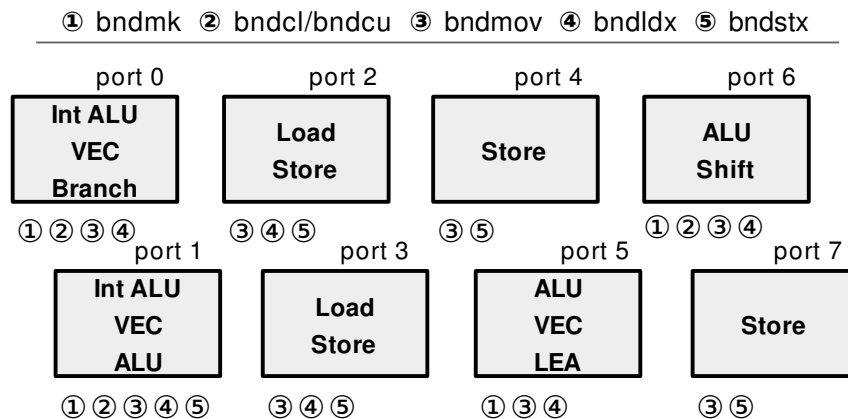 ① bndmk ② bndcl/bndcu ③ bndmov ④ bndldx ⑤ bndstx
port 0
Int ALU
VEC
Branch
① ② ③ ④
port 2
Load
Store
③ ④ ⑤
port 4
Store
③ ⑤
port 6
ALU
Shift
① ② ③ ④
port 1
Int ALU
VEC
ALU
① ② ③ ④ ⑤
port 3
Load
Store
③ ④ ⑤
port 5
ALU
VEC
LEA
① ③ ④
port 7
Store
③ ⑤